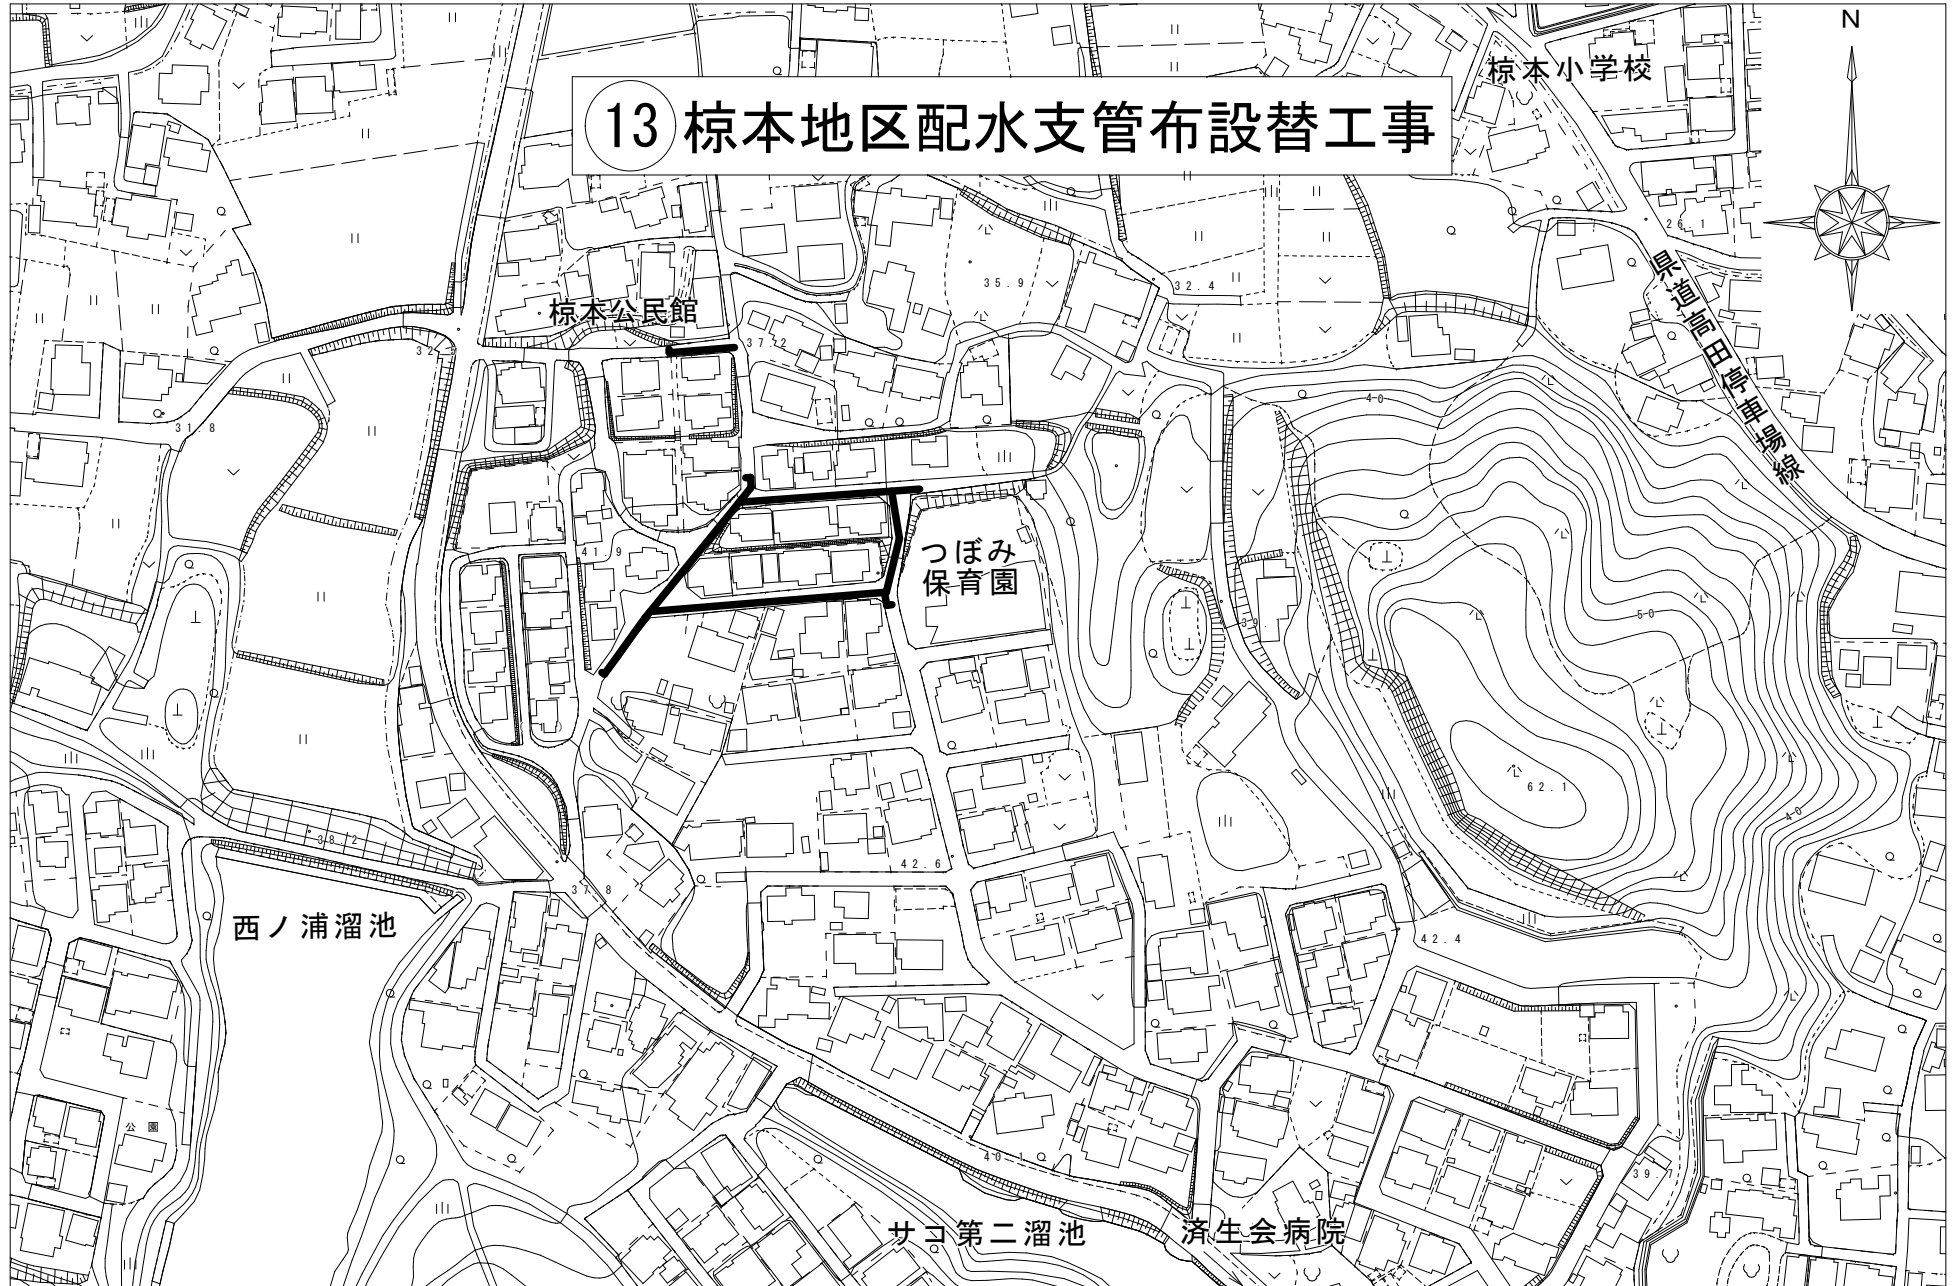 N
椋本小学校
⑬椋本地区配水支管布設替工事
26.1
県道高田停車場線
35.9
32.4
椋本公民館
37.2
40
31.8
41.9
つぼみ
保育園
50
62.1
40
38.2
42.6
37.8
西ノ浦溜池
42.4
公園
40.1
サコ第二溜池
済生会病院